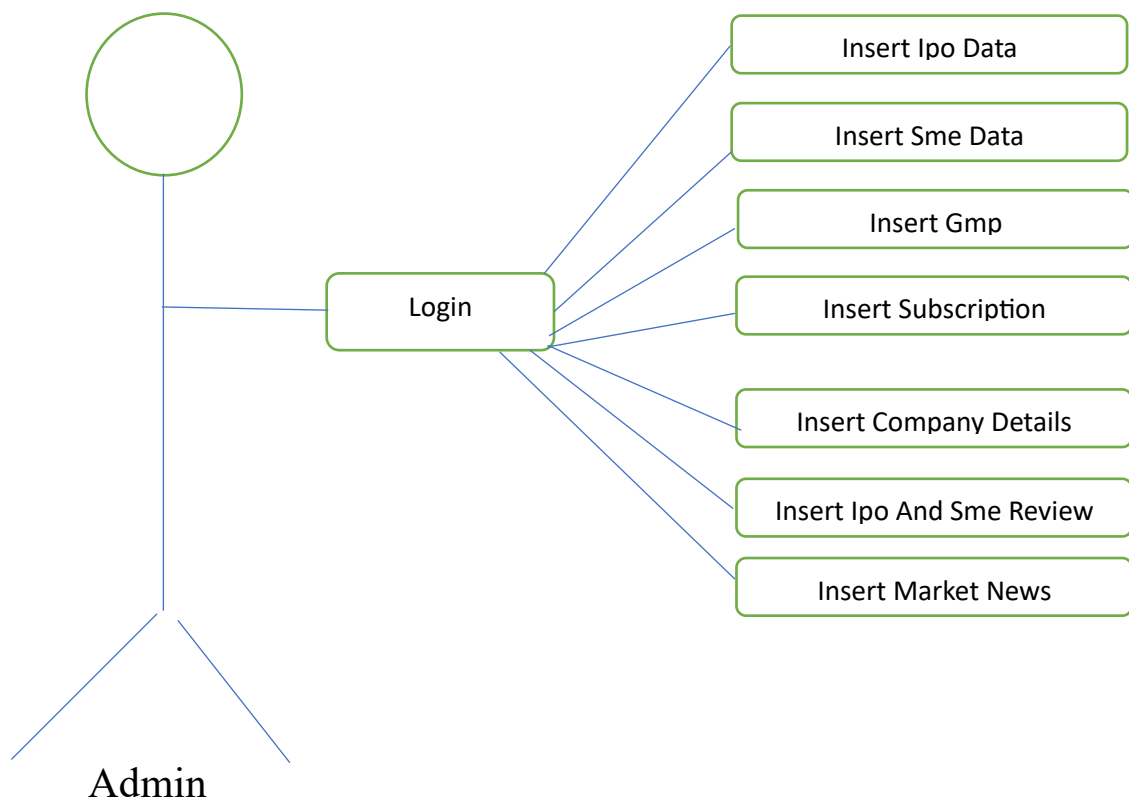 Insert Ipo Data
Insert Sme Data
Insert Gmp
Login
Insert Subscription
Insert Company Details
Insert Ipo And Sme Review
Insert Market News
Admin